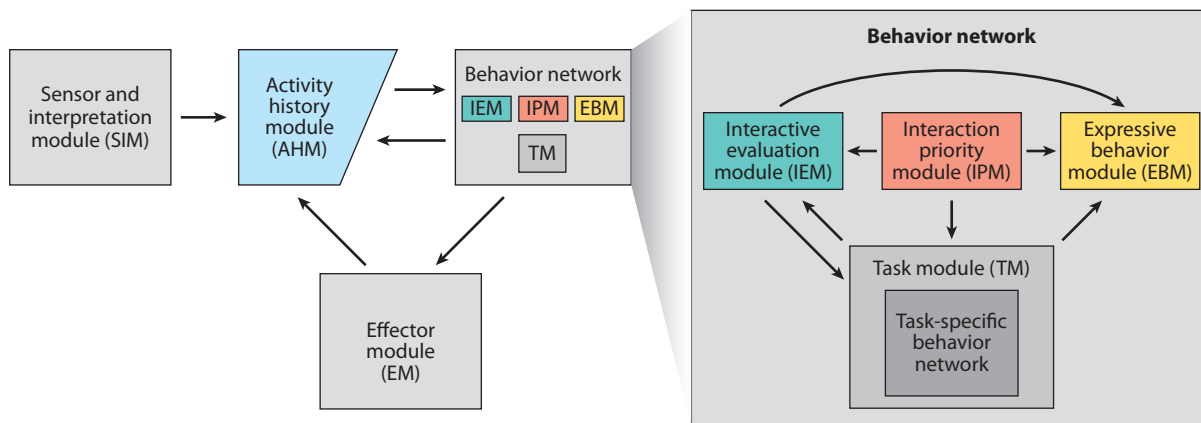 Sensor and
interpretation
module (SIM)
Activity
history
module
(AHM)
Behavior network
IEM
IPM
EBM
TM
Effector
module
(EM)
Behavior network
Interactive
evaluation
module (IEM)
Interaction
priority
module (IPM)
Expressive
behavior
module (EBM)
Task module (TM)
Task-specific
behavior
network